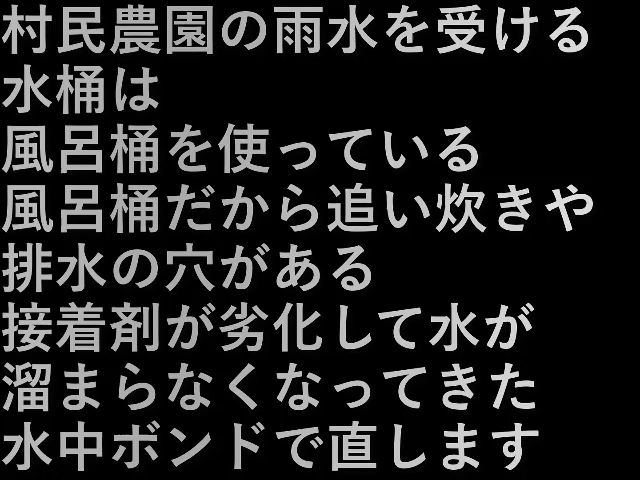 村民農園の雨水を受ける
水桶は
風呂桶を使っている
風呂桶だから追い炊きや
排水の穴がある
接着剤が劣化して水が
溜まらなくなってきた
水中ボンドで直します